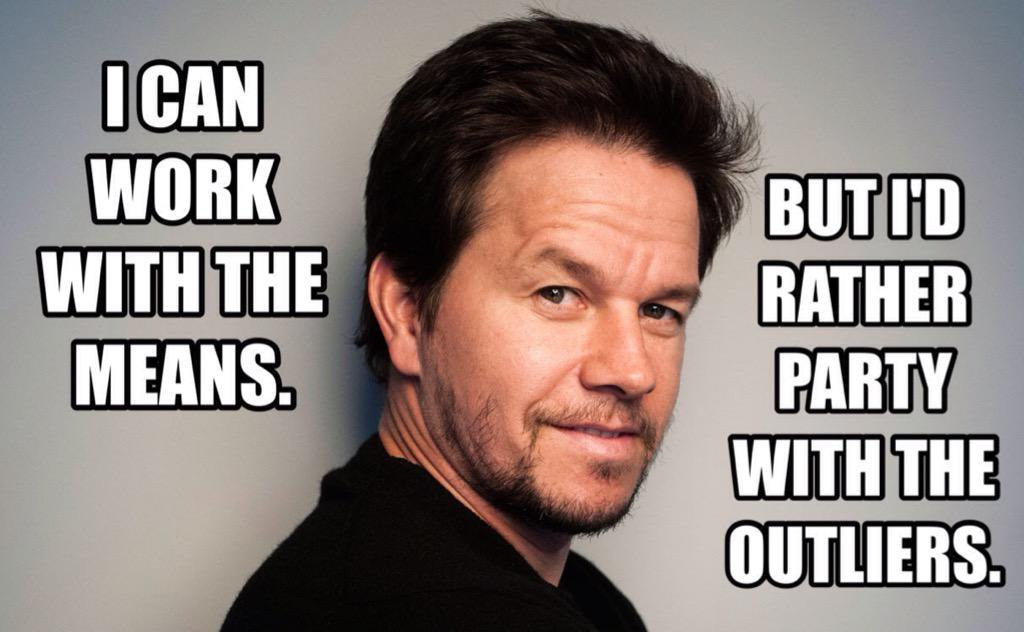 I CAN
WORK
WITH THE
MEANS.
BUT I'D
RATHER
PARTY
WITH THE
OUTLIERS.